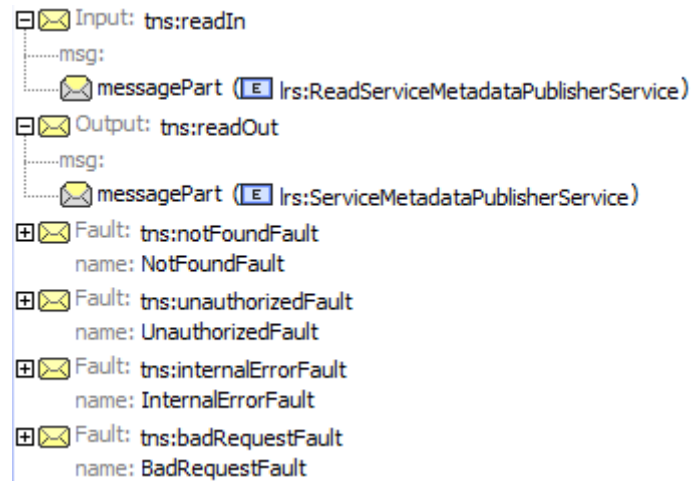 Input: tns:readIn
msg:
messagePart (E lrs:ReadServiceMetadataPublisherService)
Output: tns:readOut
msg:
messagePart (E lrs:ServiceMetadataPublisherService)
Fault: tns:notFoundFault
name: NotFoundFault
Fault: tns:unauthorizedFault
name: UnauthorizedFault
Fault: tns:internalErrorFault
name: InternalErrorFault
Fault: tns:badRequestFault
name: BadRequestFault